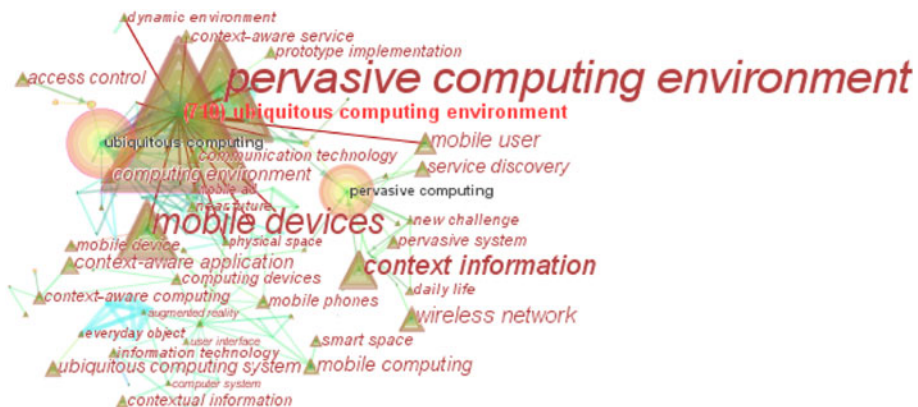 dynamic environment
context-aware service
prototype implementation
access control
pervasive computing environment
(710) ubiquitous computing environment
ubiquitous computing
mobile user
communication technology
computing environment
service discovery
mobile ad
pervasive computing
near future
mobile devices
new challenge
mobile device
physical space
pervasive system
context-aware application
context information
computing devices
daily life
context-aware computing
mobile phones
augmented reality
wireless network
everyday object
user interface
smart space
information technology
ubiquitous computing system
mobile computing
computer system
contextual information